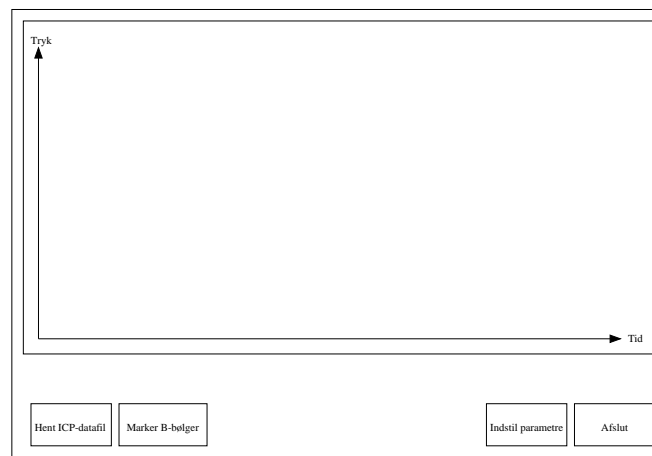 Tryk
Tid
Hent ICP-datafil
Marker B-bølger
Indstil parametre
Afslut